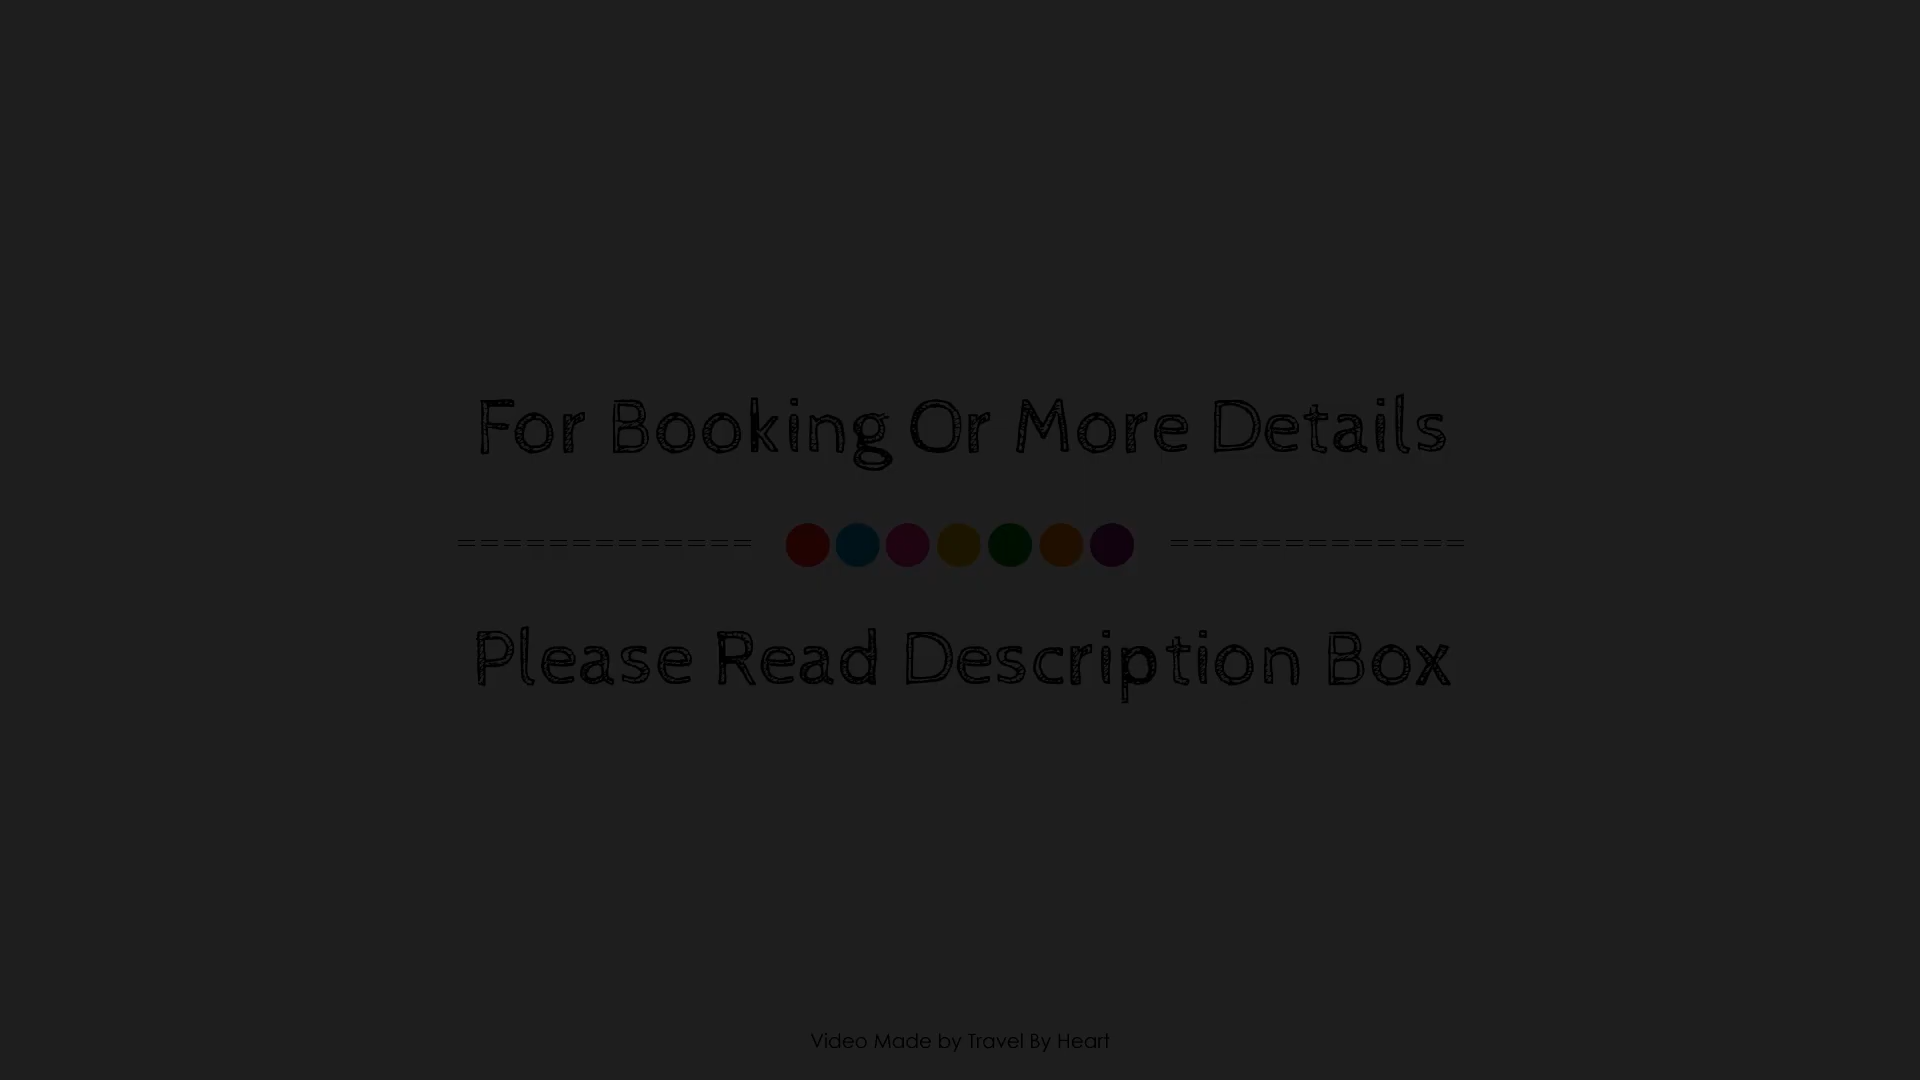 For Booking Or More Details
============= =============
Please Read Description Box
Video Made by Travel By Heart